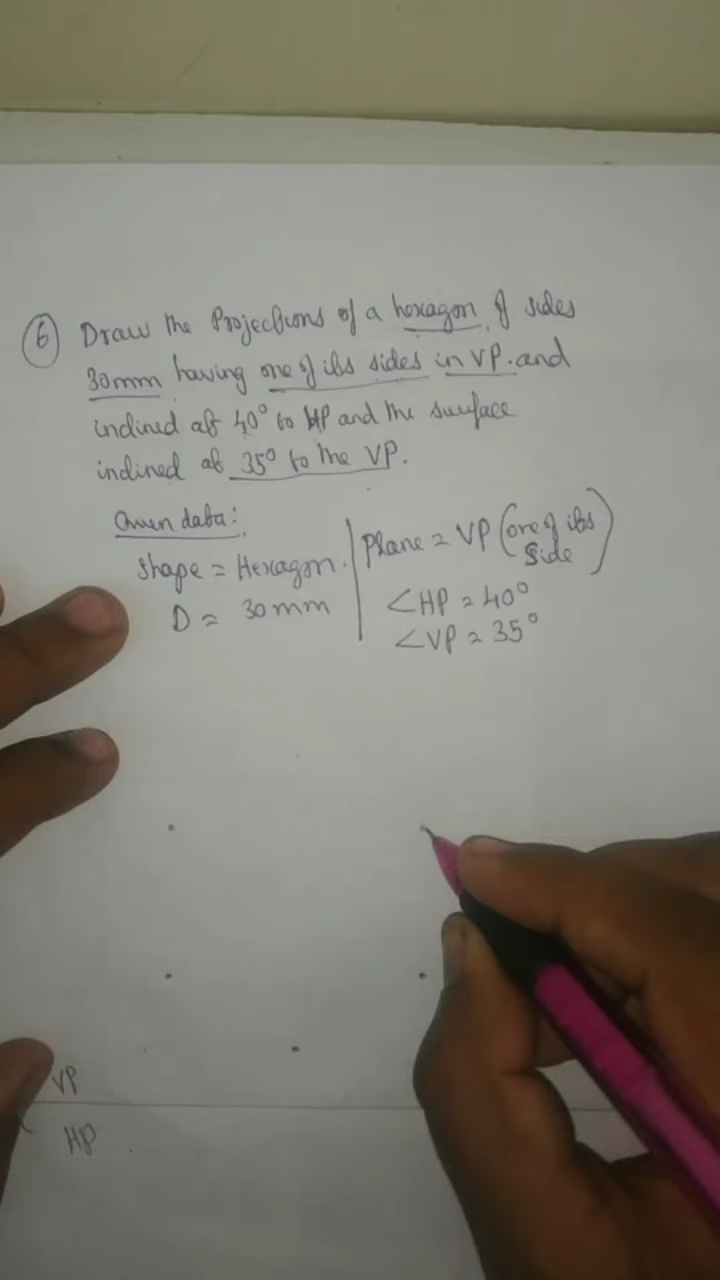 6 Draw the Projections of a hexagon of sides
30mm having one of its sides in VP. and
inclined at 40° to HP and the surface
inclined at 35° to the VP.
Given data:
Shape = Hexagon.
D = 30mm
Plane = VP (one of its
side)
∠HP = 40°
∠VP = 35°
VP
HP